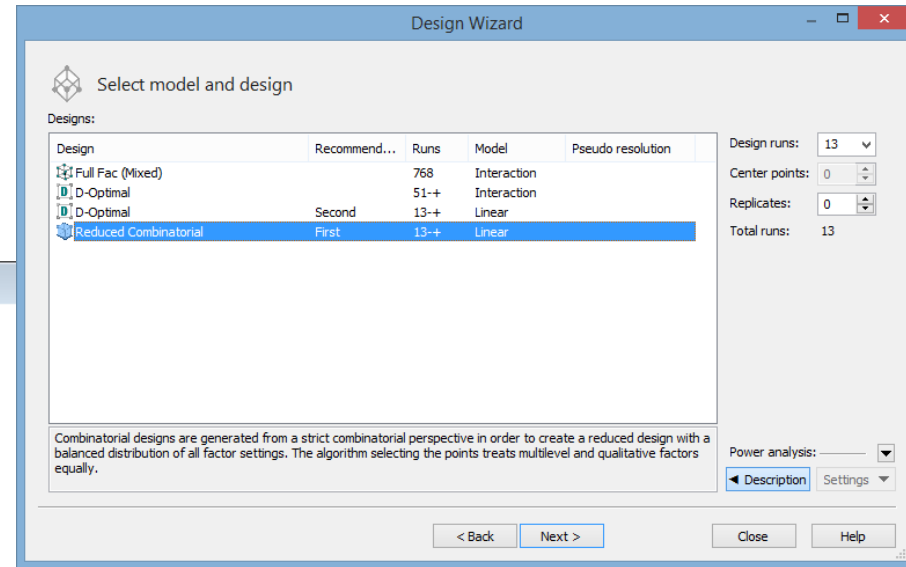 Design Wizard
Select model and design
Designs:
Design Recommend... Runs Model Pseudo resolution
Full Fac (Mixed) 768 Interaction
D D-Optimal 51-+ Interaction
D D-Optimal Second 13-+ Linear
Reduced Combinatorial First 13-+ Linear
Combinatorial designs are generated from a strict combinatorial perspective in order to create a reduced design with a
balanced distribution of all factor settings. The algorithm selecting the points treats multilevel and qualitative factors
equally.
Design runs: 13
Center points: 0
Replicates: 0
Total runs: 13
Power analysis:
Description Settings
< Back Next > Close Help